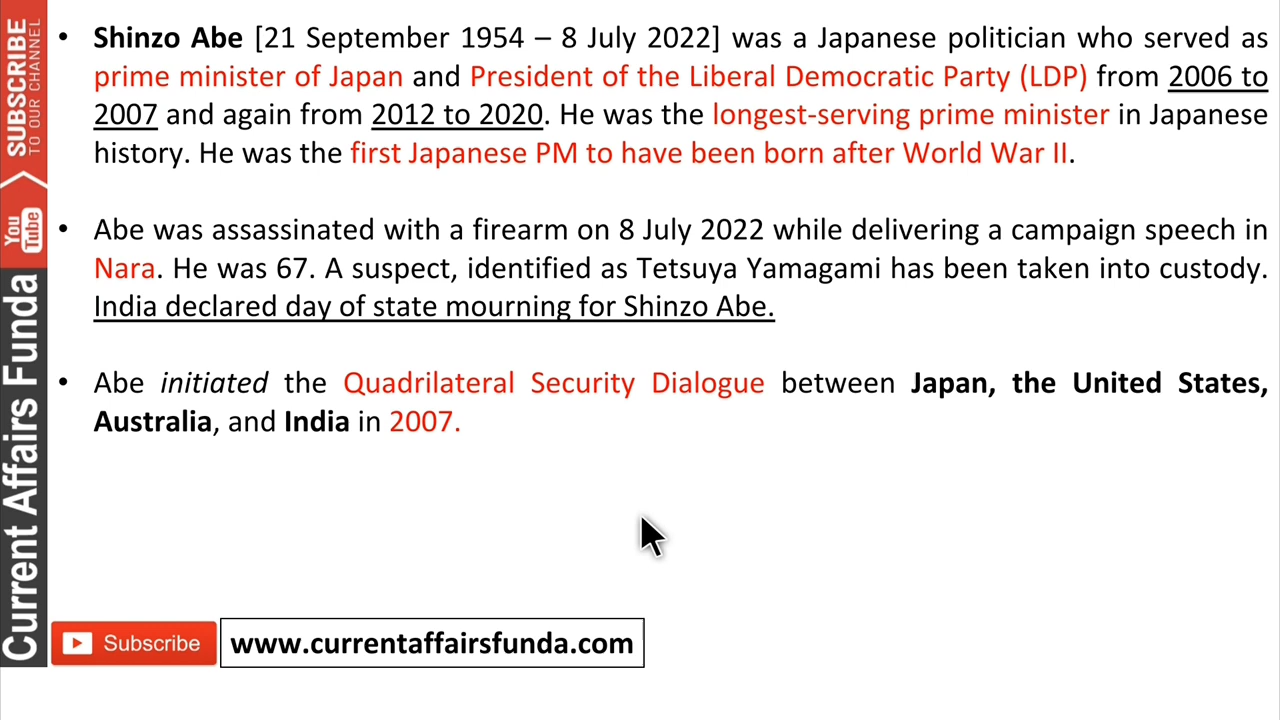 • Shinzo Abe [21 September 1954 – 8 July 2022] was a Japanese politician who served as
prime minister of Japan and President of the Liberal Democratic Party (LDP) from 2006 to
2007 and again from 2012 to 2020. He was the longest-serving prime minister in Japanese
history. He was the first Japanese PM to have been born after World War II.
• Abe was assassinated with a firearm on 8 July 2022 while delivering a campaign speech in
Nara. He was 67. A suspect, identified as Tetsuya Yamagami has been taken into custody.
India declared day of state mourning for Shinzo Abe.
• Abe initiated the Quadrilateral Security Dialogue between Japan, the United States,
Australia, and India in 2007.
SUBSCRIBE
TO OUR CHANNEL
You
Tube
Current Affairs Funda
Subscribe
www.currentaffairsfunda.com